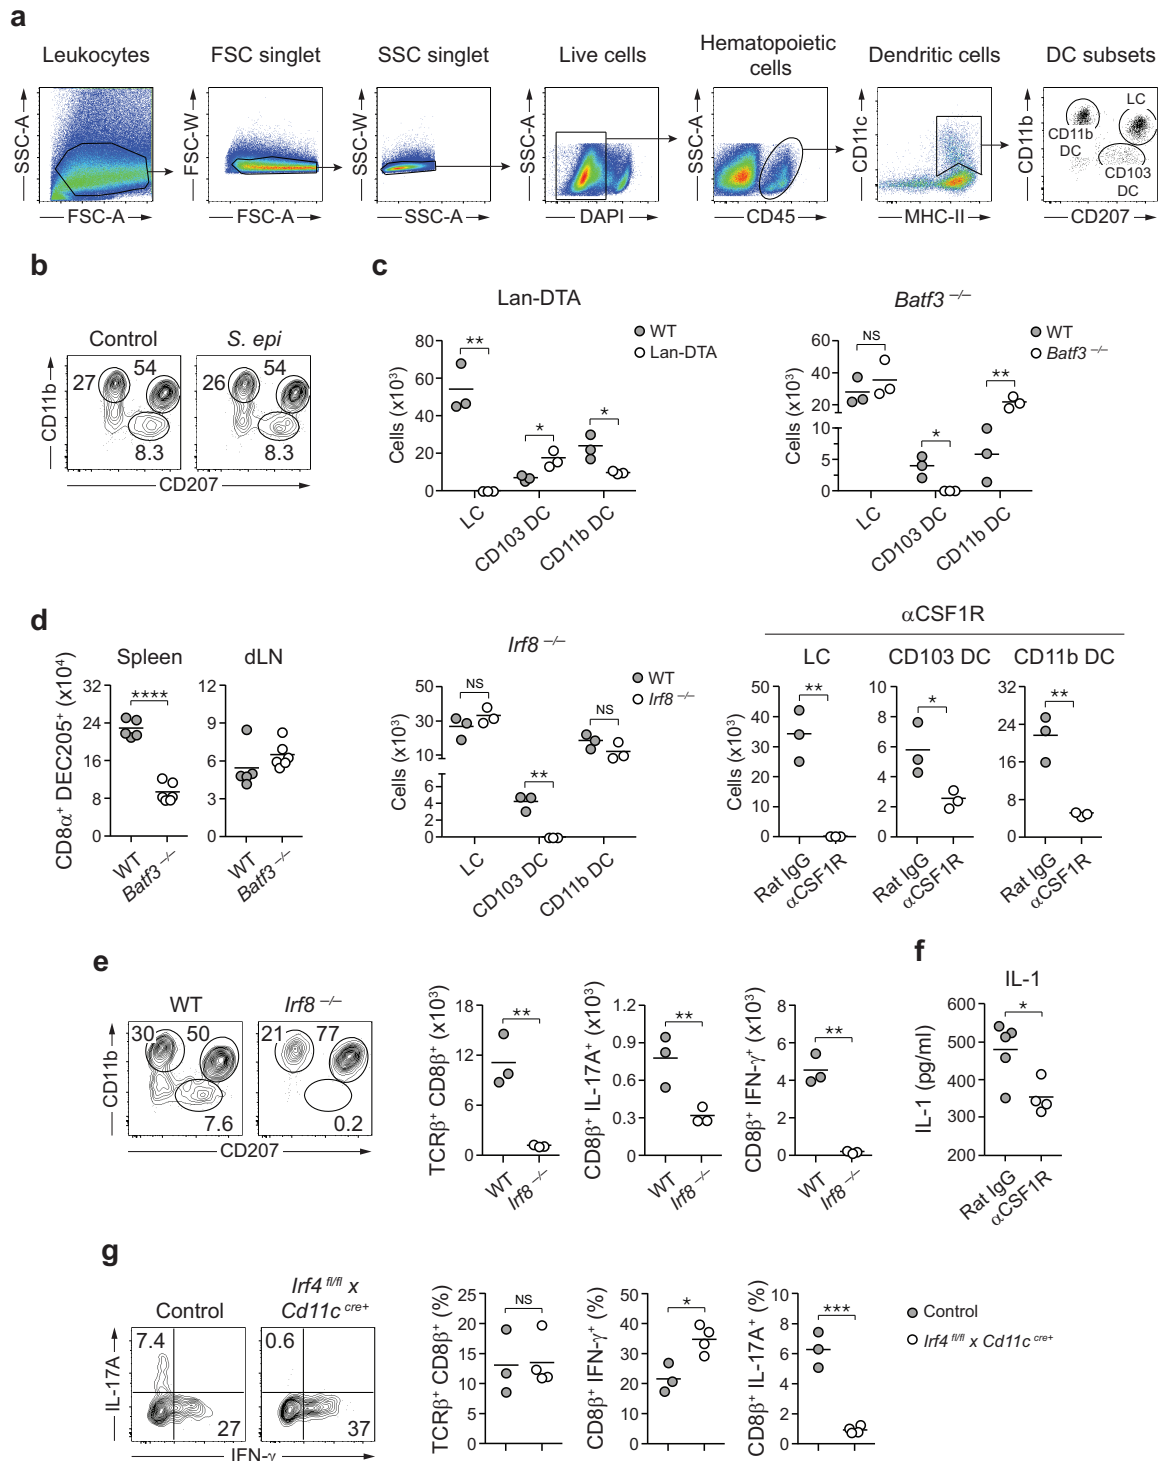 a
Leukocytes
FSC singlet
SSC singlet
Live cells
Hematopoietic
cells
Dendritic cells
DC subsets
SSC-A
FSC-A
FSC-W
FSC-A
SSC-W
SSC-A
SSC-A
DAPI
SSC-A
CD45
CD11c
MHC-II
CD11b
CD207
LC
CD11b
DC
CD103
DC
b
Control
S. epi
27
54
8.3
26
54
8.3
CD11b
CD207
c
Lan-DTA
WT
Lan-DTA
Cells (x10³)
80
60
40
20
0
**
*
*
LC
CD103 DC
CD11b DC
Batf3 –/–
WT
Batf3 –/–
Cells (x10³)
60
40
20
10
5
0
NS
*
**
LC
CD103 DC
CD11b DC
d
Spleen
dLN
CD8α⁺ DEC205⁺ (x10⁴)
32
24
16
8
0
****
WT
Batf3 –/–
12
9
6
3
0
WT
Batf3 –/–
Irf8 –/–
WT
Irf8 –/–
Cells (x10³)
50
30
10
6
4
2
0
NS
**
NS
LC
CD103 DC
CD11b DC
αCSF1R
LC
CD103 DC
CD11b DC
Cells (x10³)
50
40
30
20
10
0
**
Rat IgG
αCSF1R
10
8
6
4
2
0
*
Rat IgG
αCSF1R
32
24
16
8
0
**
Rat IgG
αCSF1R
e
WT
Irf8 –/–
30
50
7.6
21
77
0.2
CD11b
CD207
TCRβ⁺ CD8β⁺ (x10³)
18
12
6
0
**
WT
Irf8 –/–
CD8β⁺ IL-17A⁺ (x10³)
1.2
0.9
0.6
0.3
0
**
WT
Irf8 –/–
CD8β⁺ IFN-γ⁺ (x10³)
8
6
4
2
0
**
WT
Irf8 –/–
f
IL-1
IL-1 (pg/ml)
600
500
400
300
200
*
Rat IgG
αCSF1R
g
Control
Irf4 fl/fl x
Cd11c cre+
7.4
27
0.6
37
IL-17A
IFN-γ
TCRβ⁺ CD8β⁺ (%)
25
20
15
10
5
0
NS
CD8β⁺ IFN-γ⁺ (%)
50
40
30
20
10
0
*
CD8β⁺ IL-17A⁺ (%)
10
8
6
4
2
0
***
Control
Irf4 fl/fl x Cd11c cre+